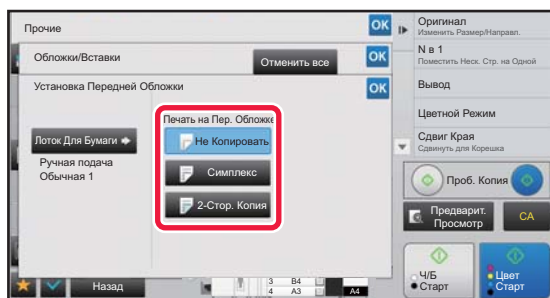 Прочие
OK
Обложки/Вставки
Отменить все
OK
Установка Передней Обложки
OK
Печать на Пер. Обложке
Лоток Для Бумаги
Ручная подача
Обычная 1
Не Копировать
Симплекс
2-Стор. Копия
Назад
3 B4
4 A3
A4
Оригинал
Изменить Размер/Направл.
N в 1
Поместить Неск. Стр. на Одной
Вывод
Цветной Режим
Сдвиг Края
Сдвинуть для Корешка
Проб. Копия
Предварит.
Просмотр
CA
Ч/Б
Старт
Цвет
Старт